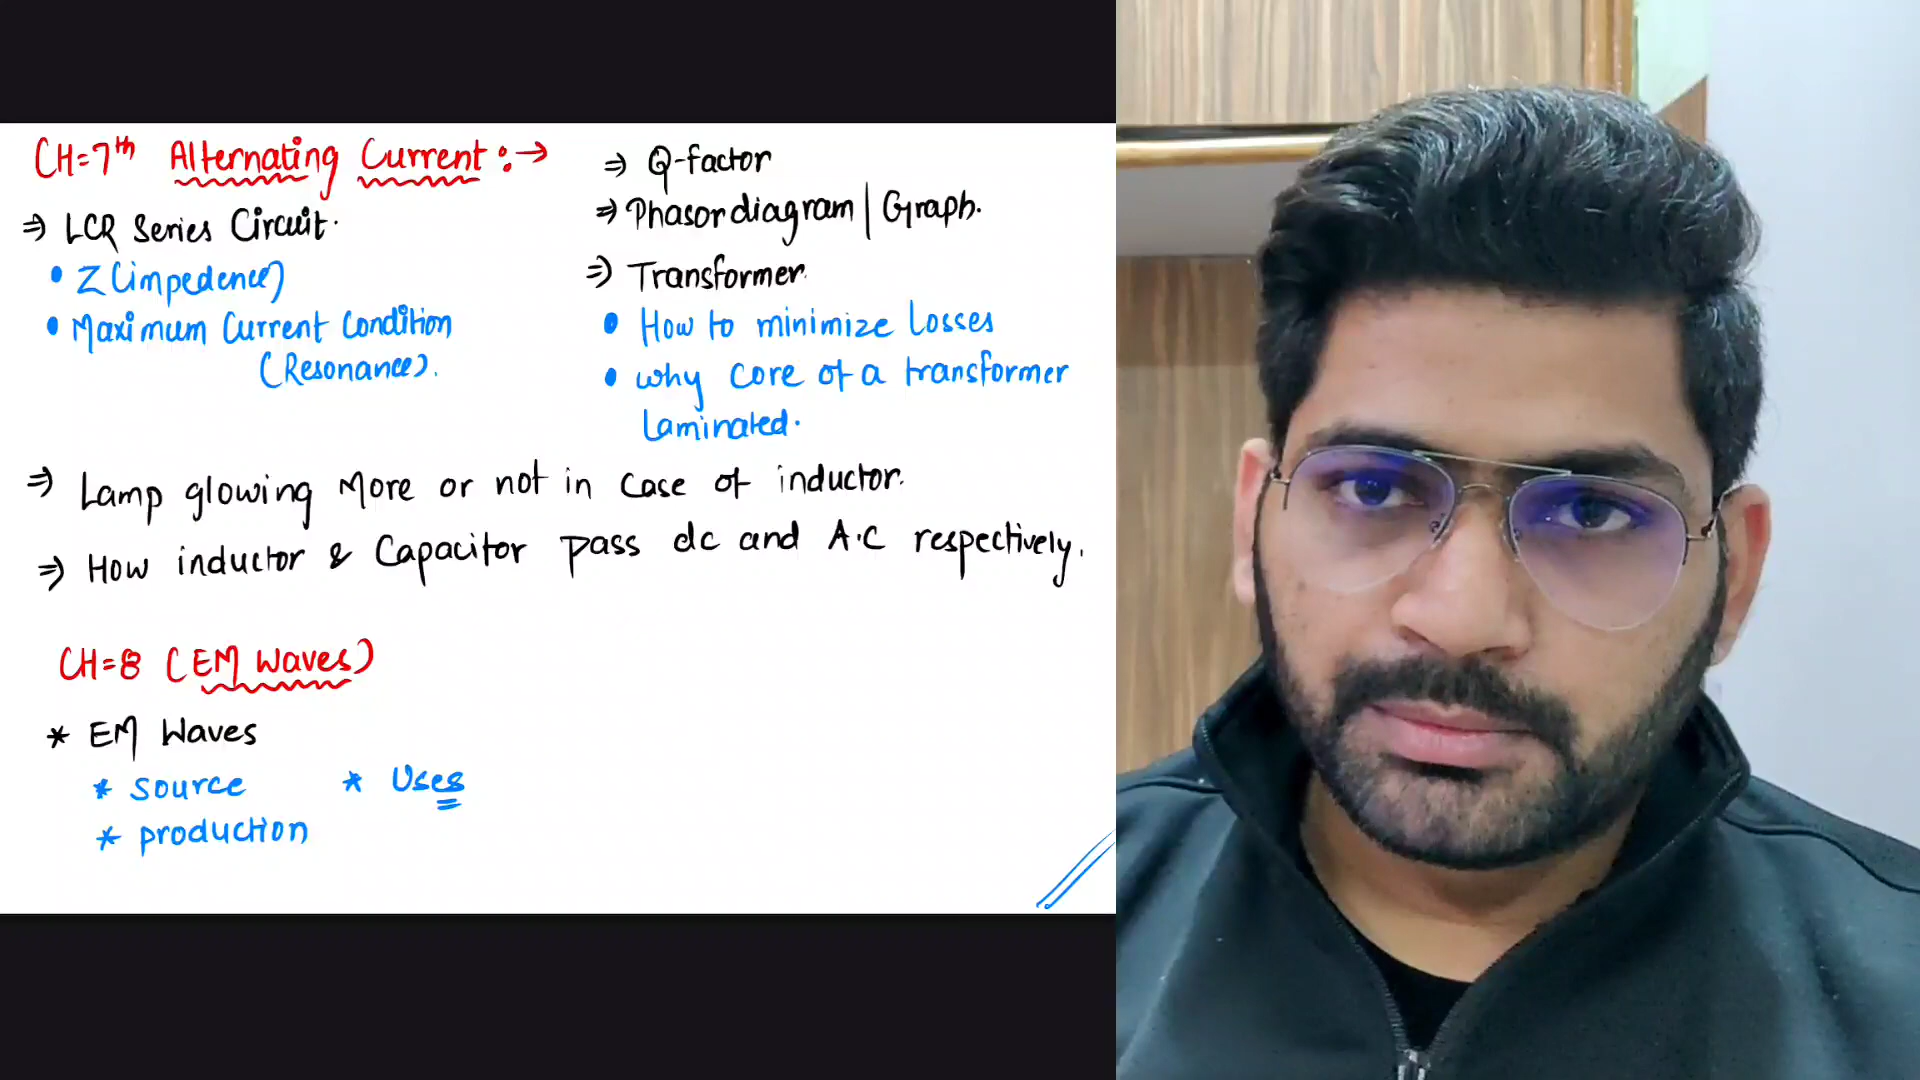 CH=7th Alternating Current :→
⇒ LCR Series Circuit.
• Z (impedence)
• Maximum Current Condition
(Resonance).
⇒ Q-factor
⇒ Phasor diagram | Graph.
⇒ Transformer.
• How to minimize losses
• why core of a transformer
laminated.
⇒ Lamp glowing More or not in case of inductor.
⇒ How inductor & Capacitor pass dc and A.C respectively.
CH=8 (EM Waves)
* EM Waves
* source * Uses
* production